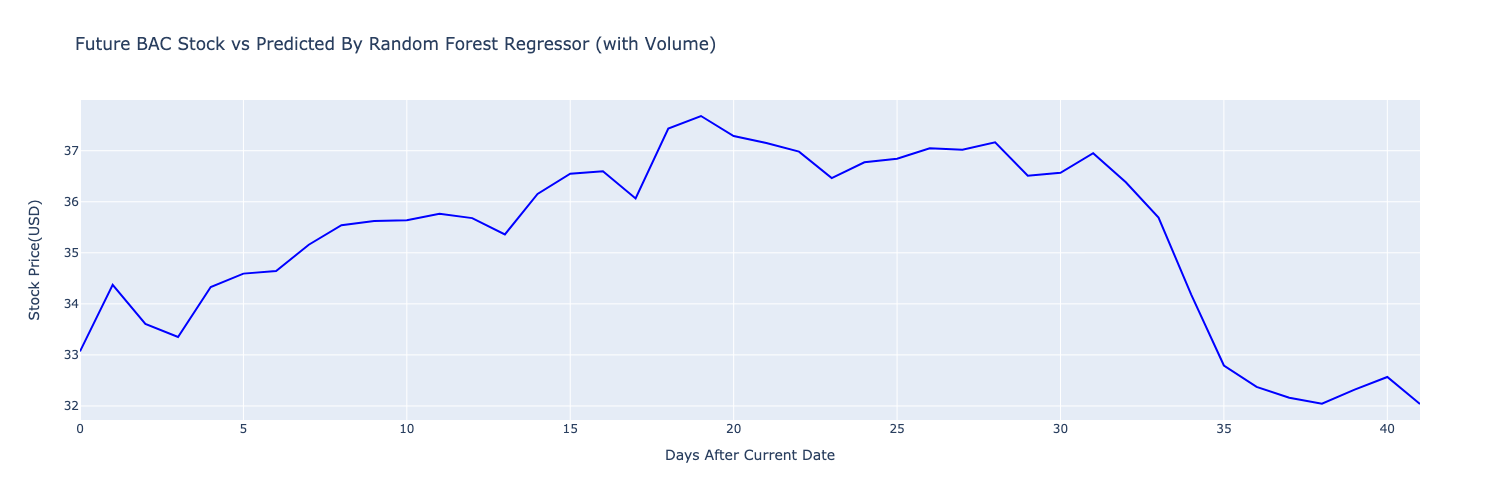 Future BAC Stock vs Predicted By Random Forest Regressor (with Volume)
Stock Price(USD)
37
36
35
34
33
32
0 5 10 15 20 25 30 35 40
Days After Current Date